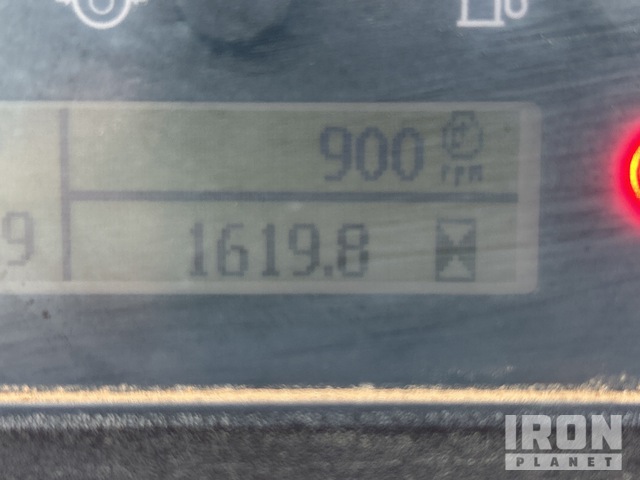 900 rpm
9 1619.8
IRON
PLANET